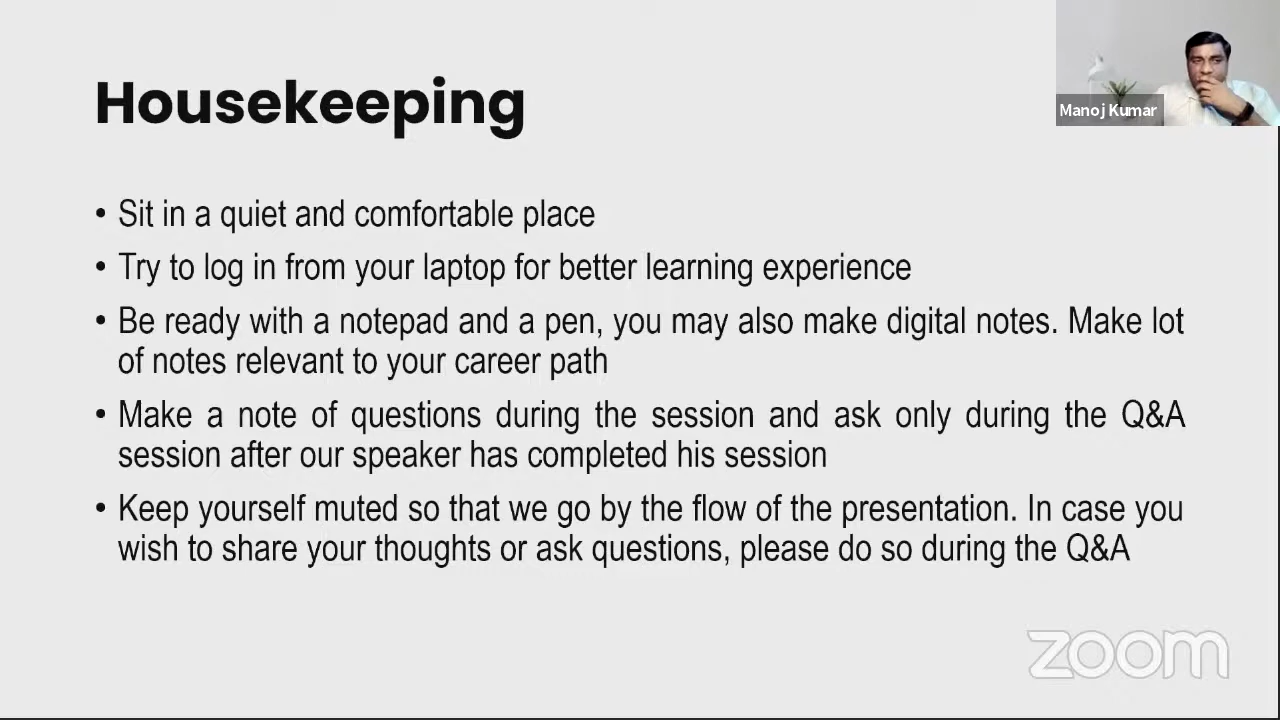 Housekeeping
Manoj Kumar
• Sit in a quiet and comfortable place
• Try to log in from your laptop for better learning experience
• Be ready with a notepad and a pen, you may also make digital notes. Make lot
of notes relevant to your career path
• Make a note of questions during the session and ask only during the Q&A
session after our speaker has completed his session
• Keep yourself muted so that we go by the flow of the presentation. In case you
wish to share your thoughts or ask questions, please do so during the Q&A
zoom